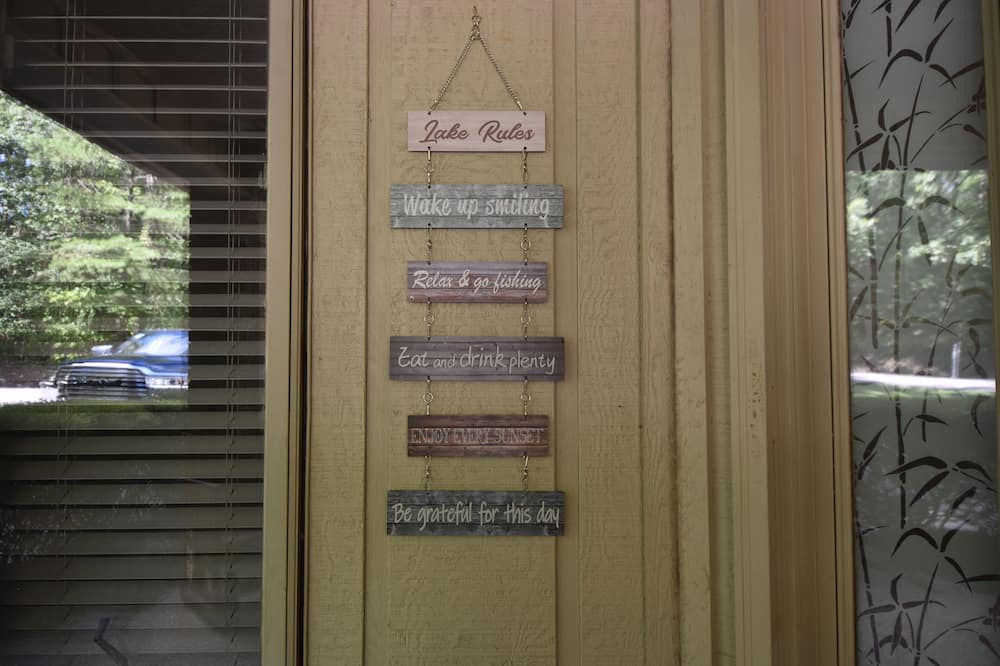 Lake Rules
Wake up smiling
Relax & go fishing
Eat and drink plenty
ENJOY EVERY SUNSET
Be grateful for this day